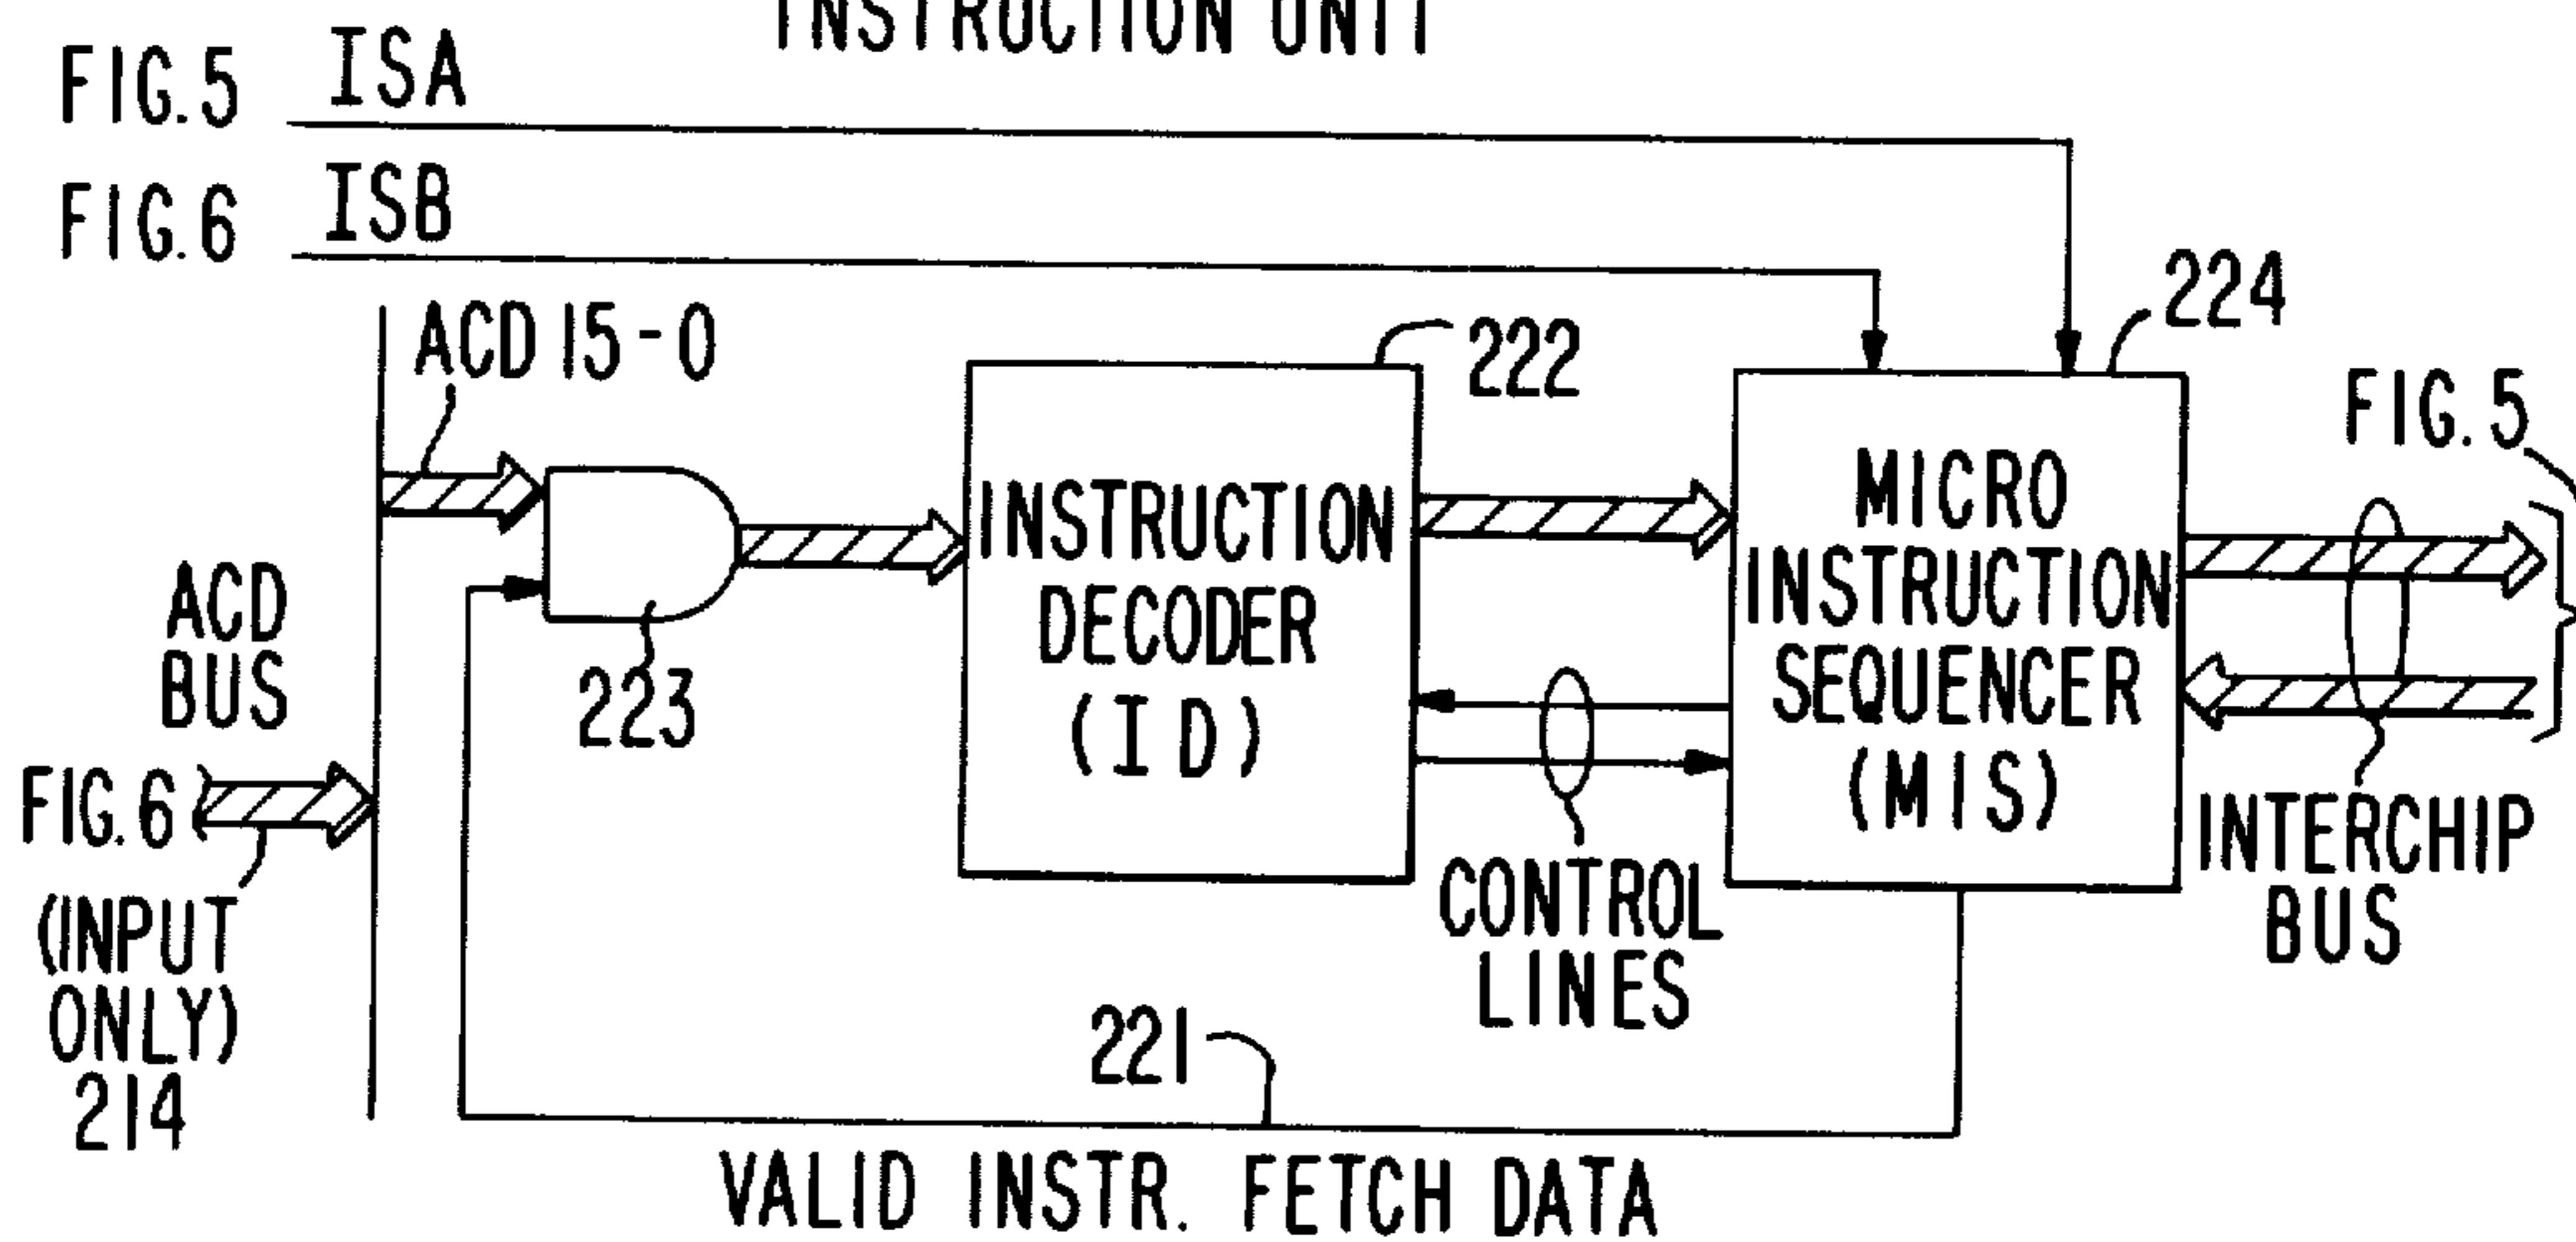 INSTRUCTION UNIT
FIG. 5 ISA
FIG. 6 ISB
ACD 15-0
222
224
FIG. 5
223
INSTRUCTION
DECODER
(ID)
MICRO
INSTRUCTION
SEQUENCER
(MIS)
ACD
BUS
FIG. 6
(INPUT
ONLY)
214
CONTROL
LINES
INTERCHIP
BUS
221
VALID INSTR. FETCH DATA